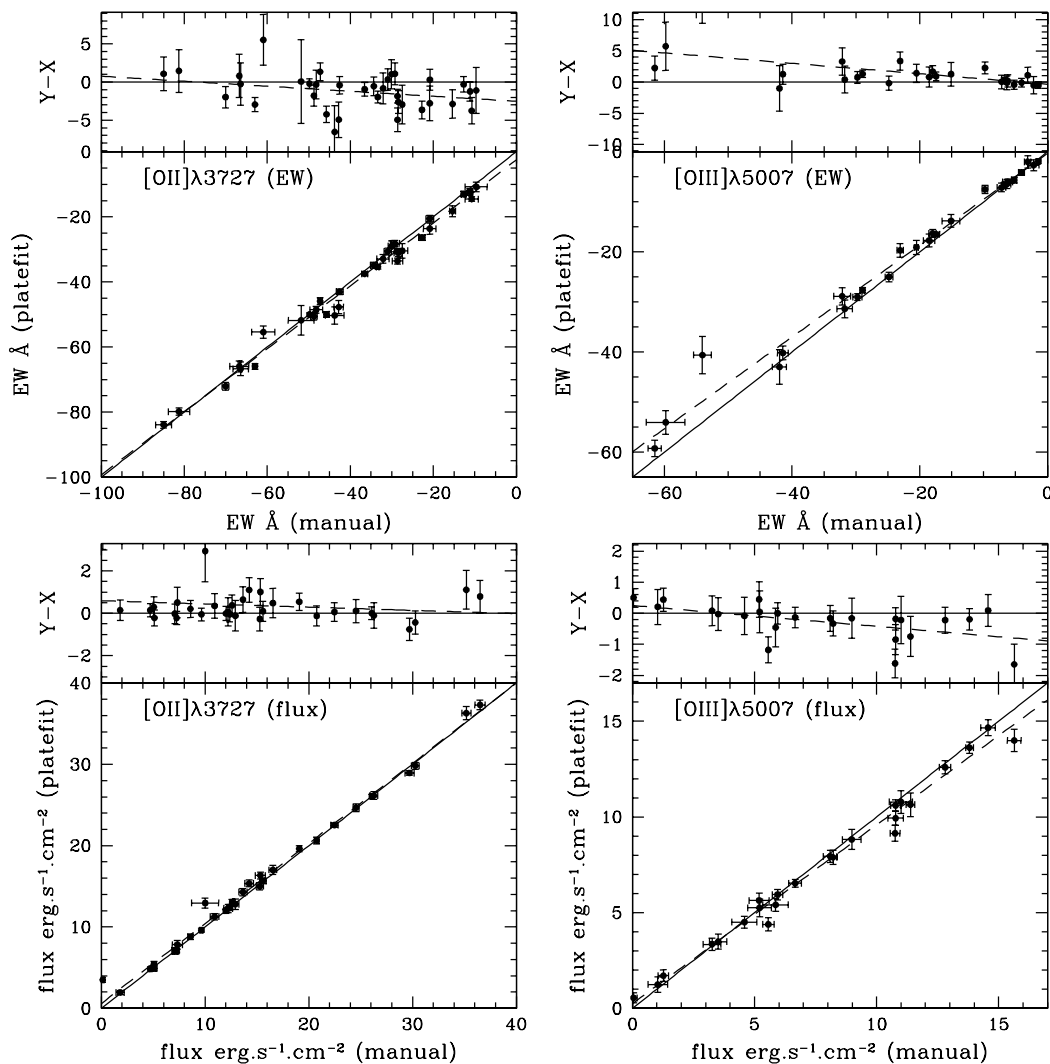 Y−X
5
0
−5
[OII]λ3727 (EW)
EW Å (platefit)
0
−20
−40
−60
−80
−100
−100 −80 −60 −40 −20 0
EW Å (manual)
Y−X
10
5
0
−5
−10
[OIII]λ5007 (EW)
EW Å (platefit)
0
−20
−40
−60
−60 −40 −20 0
EW Å (manual)
Y−X
2
0
−2
[OII]λ3727 (flux)
flux erg.s⁻¹.cm⁻² (platefit)
40
30
20
10
0
0 10 20 30 40
flux erg.s⁻¹.cm⁻² (manual)
Y−X
2
1
0
−1
−2
[OIII]λ5007 (flux)
flux erg.s⁻¹.cm⁻² (platefit)
15
10
5
0
0 5 10 15
flux erg.s⁻¹.cm⁻² (manual)